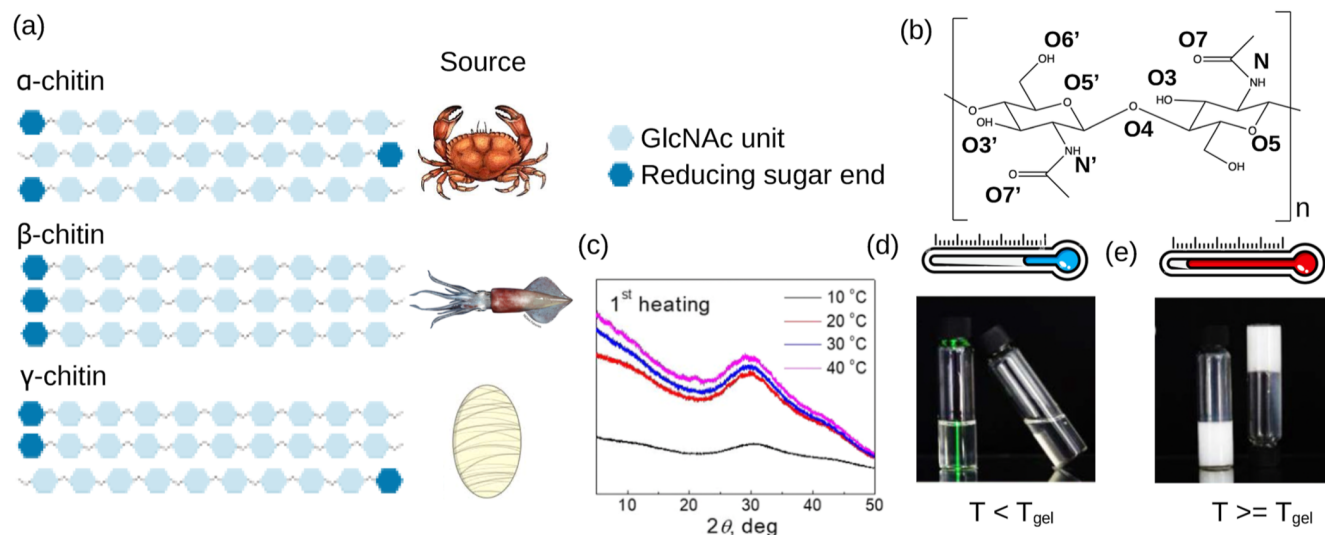 (a)
α-chitin
Source
GlcNAc unit
Reducing sugar end
β-chitin
γ-chitin
(b)
O6’
OH
O5’
O
O
OH
O3’
O
NH
N’
O7’
O
O4
O7
O
N
NH
O3
HO
O
O5
OH
n
(c)
1st heating
10 °C
20 °C
30 °C
40 °C
10
20
30
40
50
2θ, deg
(d)
T < Tgel
(e)
T >= Tgel